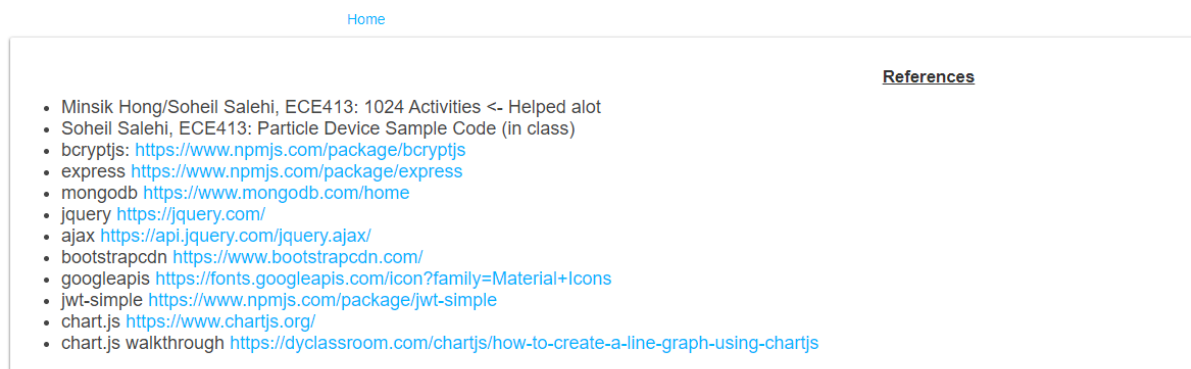 Home
References
• Minsik Hong/Soheil Salehi, ECE413: 1024 Activities <- Helped alot
• Soheil Salehi, ECE413: Particle Device Sample Code (in class)
• bcryptjs: https://www.npmjs.com/package/bcryptjs
• express https://www.npmjs.com/package/express
• mongodb https://www.mongodb.com/home
• jquery https://jquery.com/
• ajax https://api.jquery.com/jquery.ajax/
• bootstrapcdn https://www.bootstrapcdn.com/
• googleapis https://fonts.googleapis.com/icon?family=Material+Icons
• jwt-simple https://www.npmjs.com/package/jwt-simple
• chart.js https://www.chartjs.org/
• chart.js walkthrough https://dyclassroom.com/chartjs/how-to-create-a-line-graph-using-chartjs